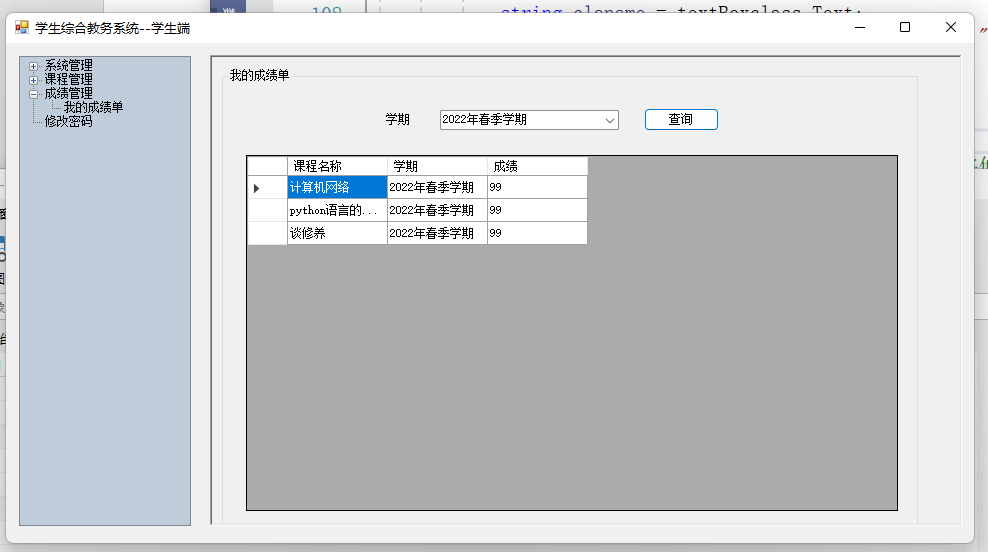 108
string claname = textBoxclass.Text;
学生综合教务系统--学生端
系统管理
课程管理
成绩管理
我的成绩单
修改密码
我的成绩单
学期 2022年春季学期 查询
课程名称 学期 成绩
计算机网络 2022年春季学期 99
python语言的... 2022年春季学期 99
谈修养 2022年春季学期 99